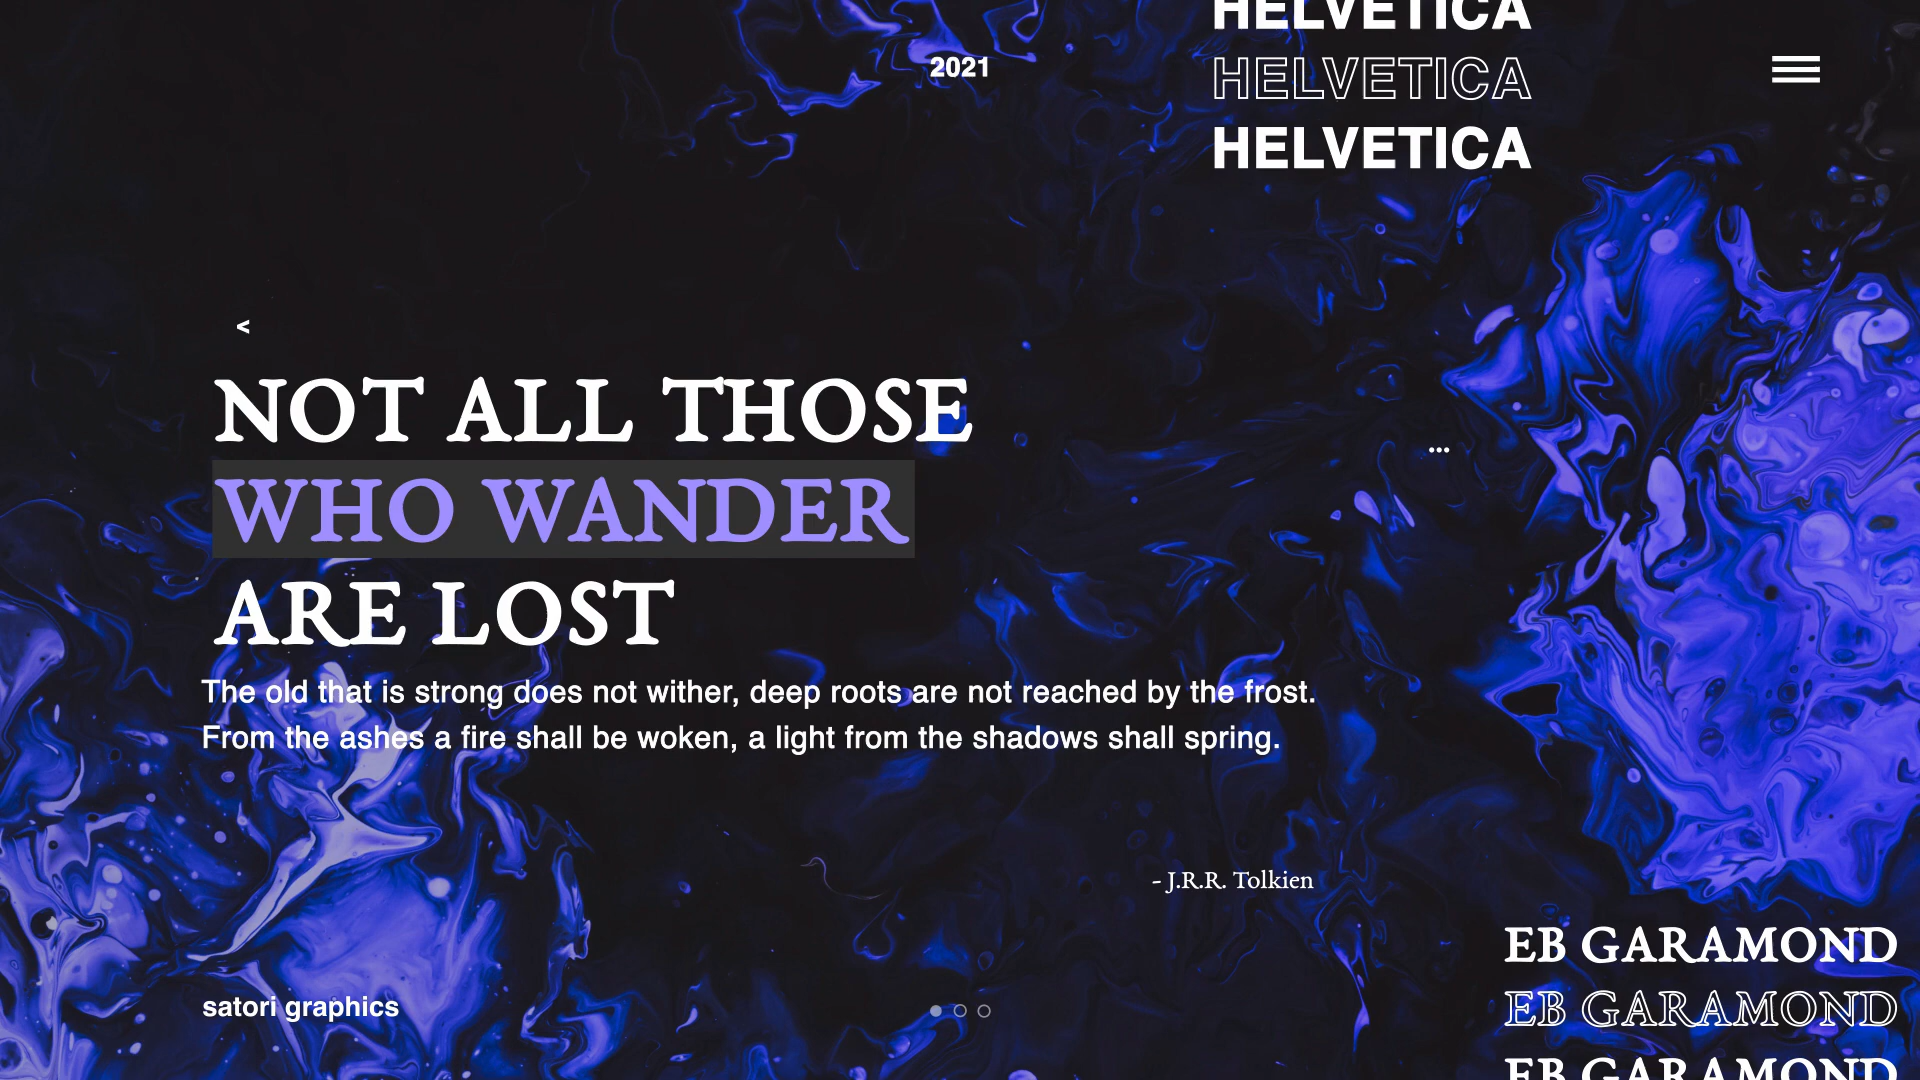 HELVETICA
2021
HELVETICA
HELVETICA
<
NOT ALL THOSE
WHO WANDER
ARE LOST
...
The old that is strong does not wither, deep roots are not reached by the frost.
From the ashes a fire shall be woken, a light from the shadows shall spring.
- J.R.R. Tolkien
EB GARAMOND
EB GARAMOND
EB GARAMOND
satori graphics